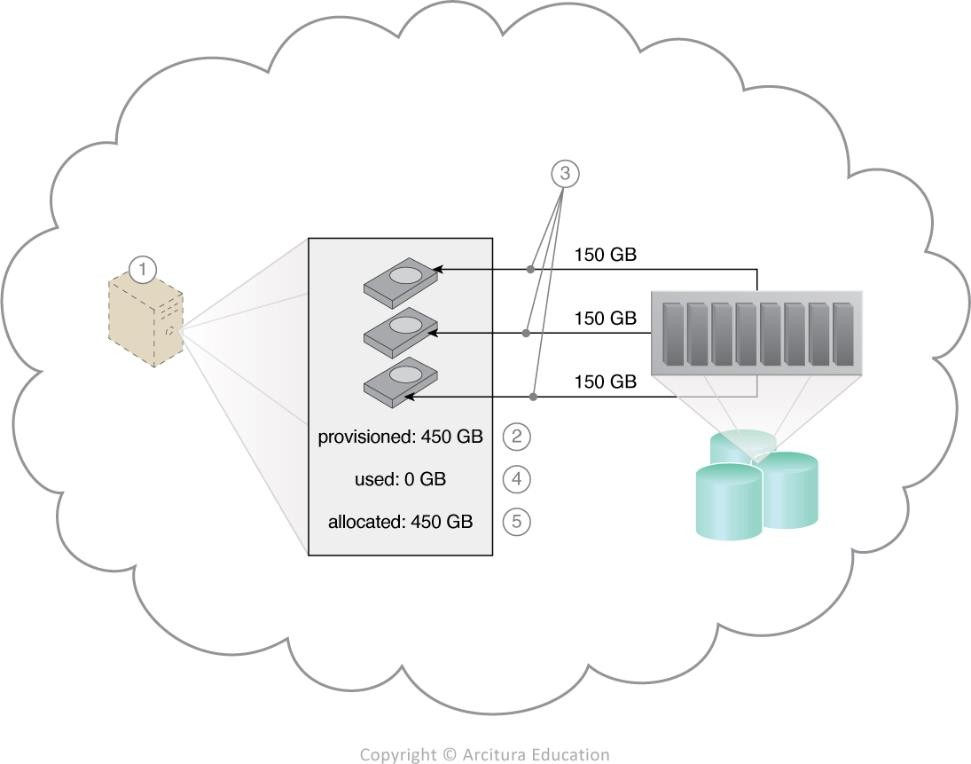 3
1
150 GB
150 GB
150 GB
provisioned: 450 GB 2
used: 0 GB 4
allocated: 450 GB 5
Copyright © Arcitura Education